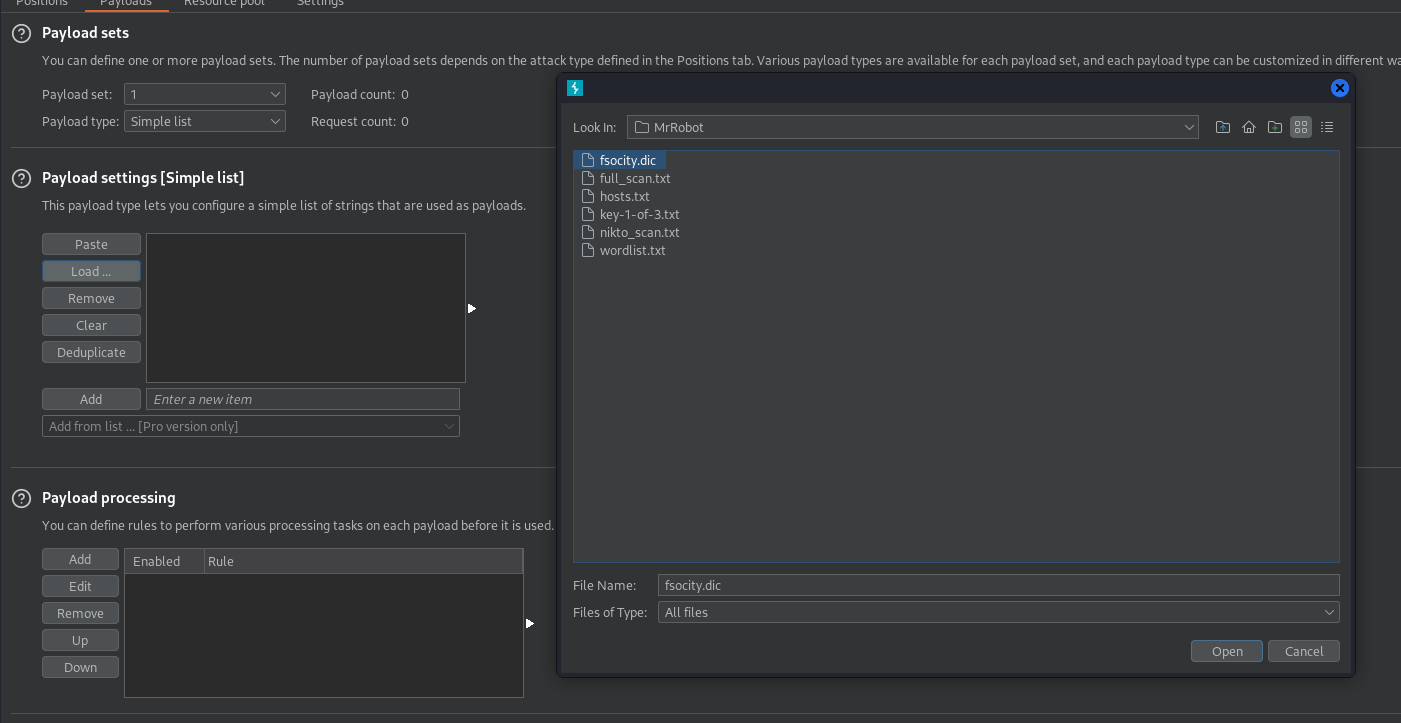 Positions Payloads Resource pool Settings
Payload sets
You can define one or more payload sets. The number of payload sets depends on the attack type defined in the Positions tab. Various payload types are available for each payload set, and each payload type can be customized in different wa
Payload set: 1 Payload count: 0
Payload type: Simple list Request count: 0
Payload settings [Simple list]
This payload type lets you configure a simple list of strings that are used as payloads.
Paste
Load ...
Remove
Clear
Deduplicate
Add Enter a new item
Add from list ... [Pro version only]
Payload processing
You can define rules to perform various processing tasks on each payload before it is used.
Add Enabled Rule
Edit
Remove
Up
Down
Look In: MrRobot
fsocity.dic
full_scan.txt
hosts.txt
key-1-of-3.txt
nikto_scan.txt
wordlist.txt
File Name: fsocity.dic
Files of Type: All files
Open Cancel